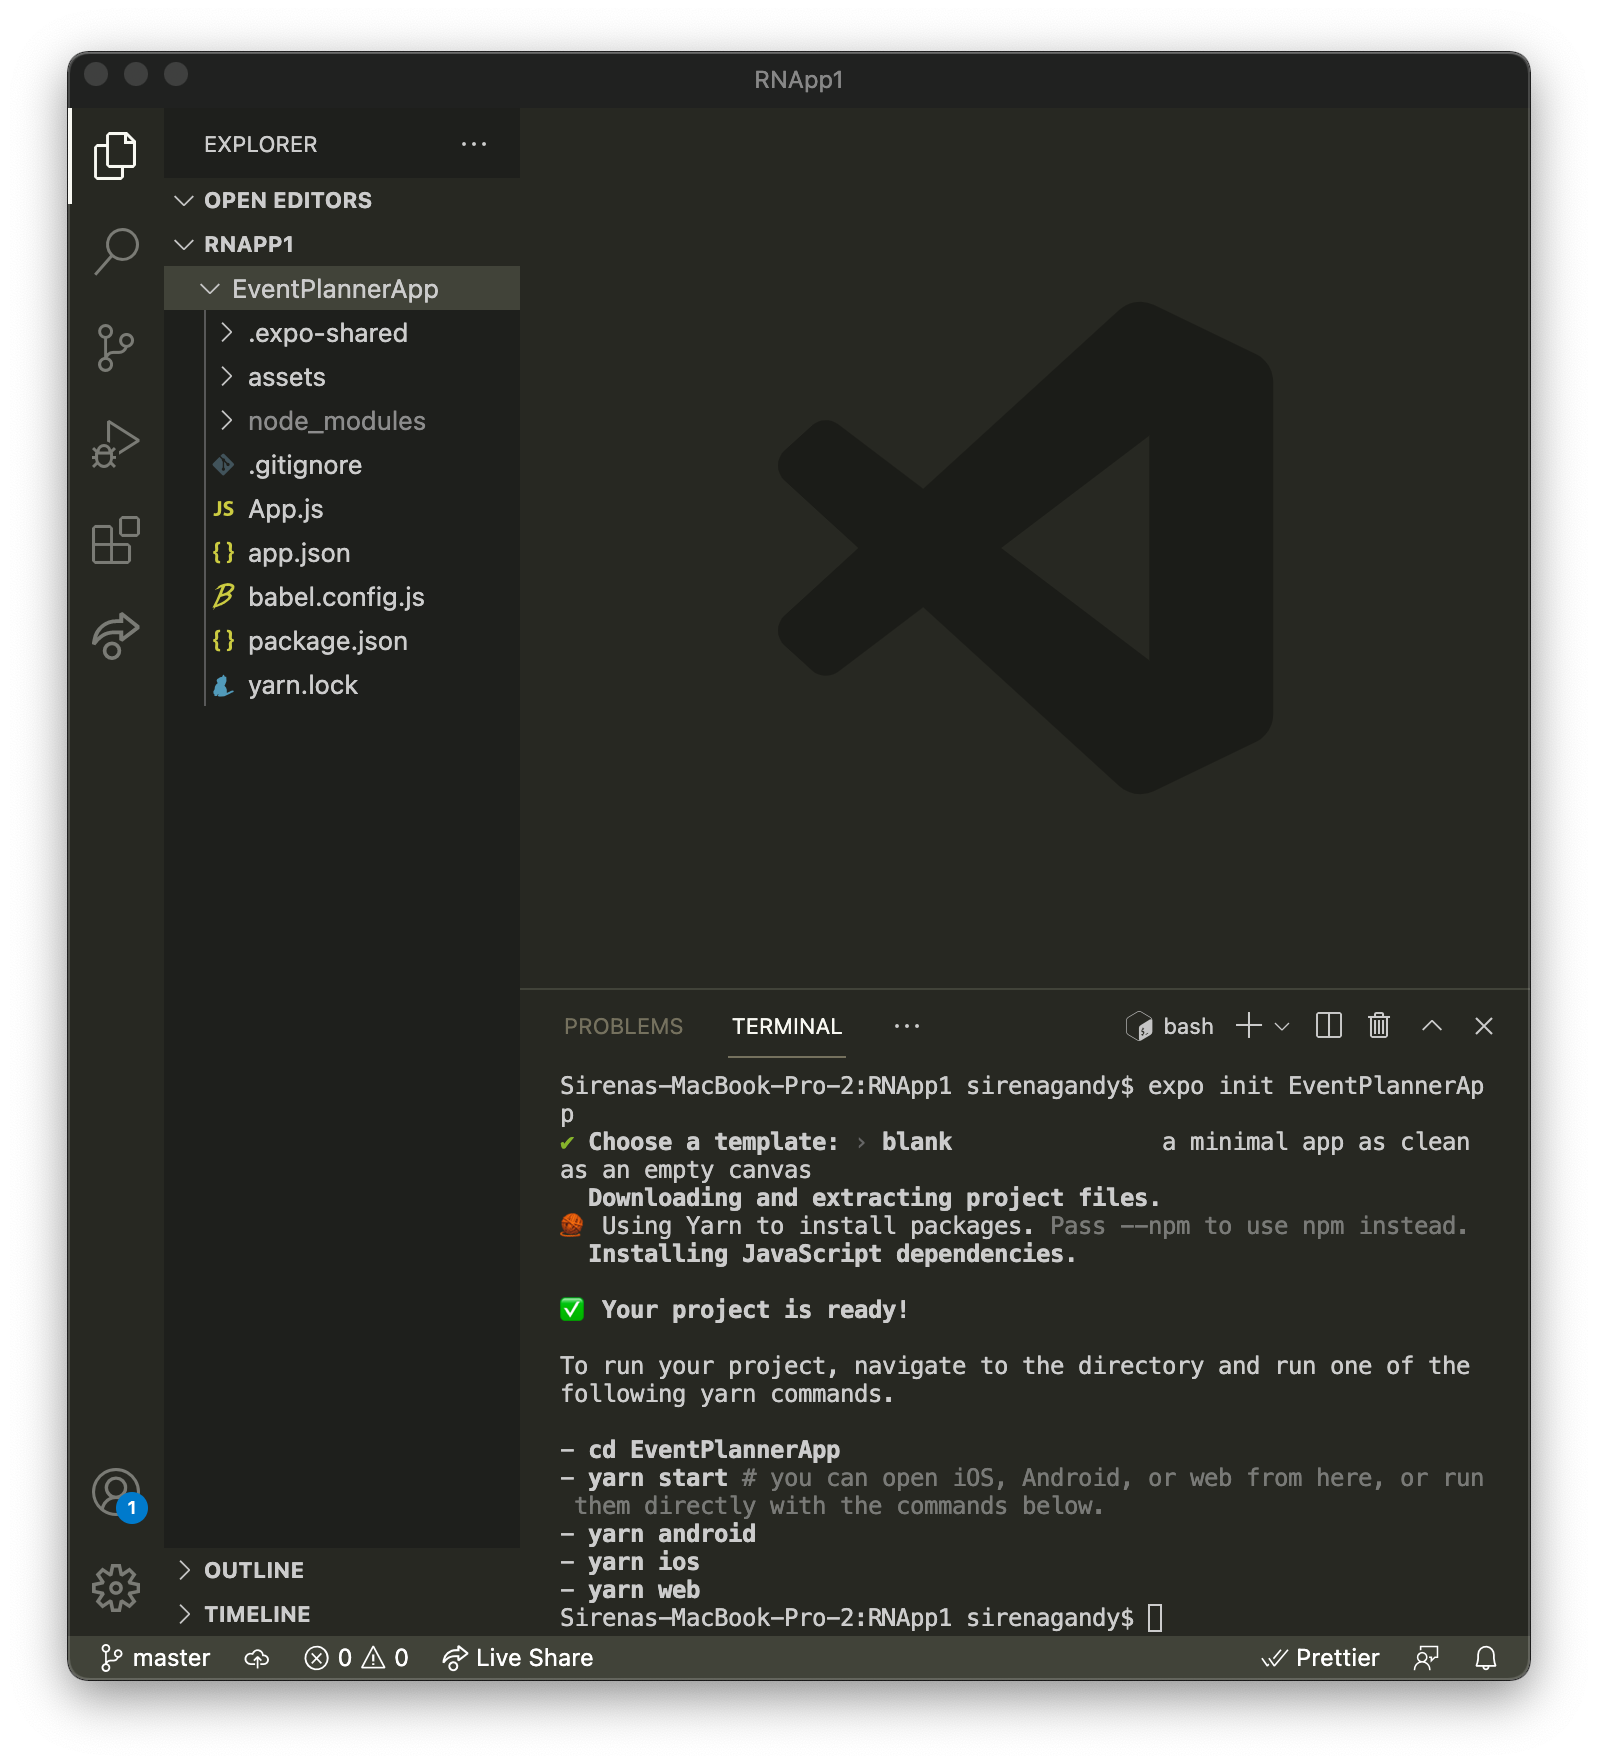 RNApp1
EXPLORER
OPEN EDITORS
RNAPP1
EventPlannerApp
.expo-shared
assets
node_modules
.gitignore
JS App.js
{} app.json
babel.config.js
{} package.json
yarn.lock
OUTLINE
TIMELINE
1
PROBLEMS TERMINAL ··· bash
Sirenas-MacBook-Pro-2:RNApp1 sirenagandy$ expo init EventPlannerAp
p
✔ Choose a template: › blank a minimal app as clean
as an empty canvas
Downloading and extracting project files.
🧶 Using Yarn to install packages. Pass --npm to use npm instead.
Installing JavaScript dependencies.
✅ Your project is ready!
To run your project, navigate to the directory and run one of the
following yarn commands.
- cd EventPlannerApp
- yarn start # you can open iOS, Android, or web from here, or run
them directly with the commands below.
- yarn android
- yarn ios
- yarn web
Sirenas-MacBook-Pro-2:RNApp1 sirenagandy$
master 0 0 Live Share Prettier